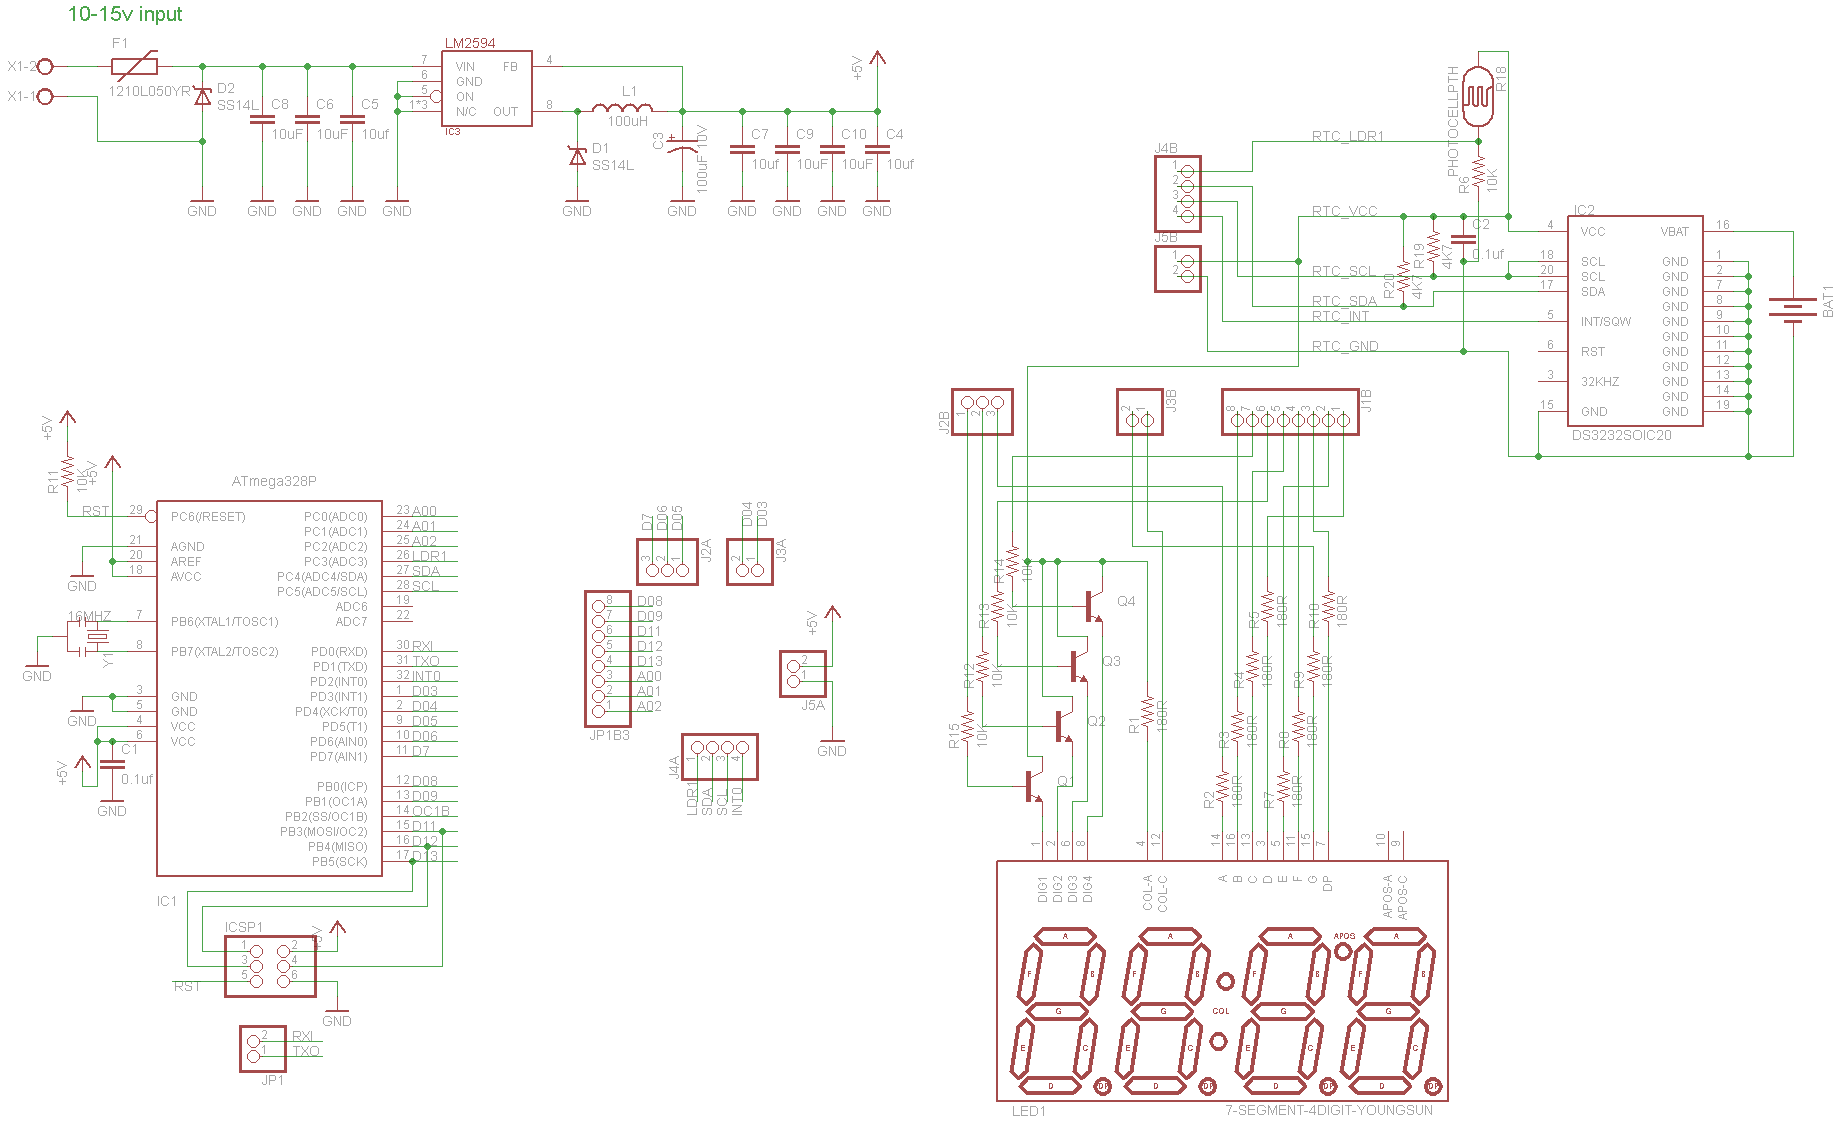 10-15v input
X1-2
X1-1
F1
1210L050YR
D2
SS14L
C8
10uF
C6
10uF
C5
10uf
LM2594
7 VIN
6 GND
5 ON
1*3 N/C
FB 4
OUT 8
IC3
L1
100uH
D1
SS14L
C3
+
100uF 10V
C7
10uf
C9
10uF
C10
10uF
C4
10uf
+5V
GND
GND
GND
GND
GND
GND
GND
GND
GND
GND
GND
PHOTOCELLPTH
R18
RTC_LDR1
R6
10K
J4B
1
2
3
4
J5B
1
2
RTC_VCC
RTC_SCL
RTC_SDA
RTC_INT
RTC_GND
R20
4K7
R19
4K7
C2
0.1uf
IC2
4 VCC
18 SCL
20 SCL
17 SDA
5 INT/SQW
6 RST
3 32KHZ
15 GND
VBAT 16
GND 1
GND 2
GND 7
GND 8
GND 9
GND 10
GND 11
GND 12
GND 13
GND 14
GND 19
DS3232SOIC20
BAT1
+5V
R11
10K
+5V
RST
ATmega328P
29 PC6(/RESET)
21 AGND
20 AREF
18 AVCC
7 PB6(XTAL1/TOSC1)
8 PB7(XTAL2/TOSC2)
3 GND
5 GND
4 VCC
6 VCC
PC0(ADC0) 23 A00
PC1(ADC1) 24 A01
PC2(ADC2) 25 A02
PC3(ADC3) 26 LDR1
PC4(ADC4/SDA) 27 SDA
PC5(ADC5/SCL) 28 SCL
ADC6 19
ADC7 22
PD0(RXD) 30 RXI
PD1(TXD) 31 TXO
PD2(INT0) 32 INT0
PD3(INT1) 1 D03
PD4(XCK/T0) 2 D04
PD5(T1) 9 D05
PD6(AIN0) 10 D06
PD7(AIN1) 11 D7
PB0(ICP) 12 D08
PB1(OC1A) 13 D09
PB2(SS/OC1B) 14 OC1B
PB3(MOSI/OC2) 15 D11
PB4(MISO) 16 D12
PB5(SCK) 17 D13
IC1
GND
16MHZ
Y1
GND
GND
+5V
C1
0.1uf
GND
ICSP1
1 2
3 4
5 6
+5V
RST
GND
JP1
2 RXI
1 TXO
D7
D06
D05
3
2
1
J2A
D04
D03
2
1
J3A
8 D08
7 D09
6 D11
5 D12
4 D13
3 A00
2 A01
1 A02
JP1B3
J4A
1
2
3
4
LDR1
SDA
SCL
INT0
+5V
2
1
J5A
GND
J2B
1
2
3
J3B
2
1
J1B
8
7
6
5
4
3
2
1
R14
10K
R13
10K
R12
10K
R15
10K
Q4
Q3
Q2
Q1
R1
180R
R5
180R
R10
180R
R4
180R
R9
180R
R3
180R
R8
180R
R2
180R
R7
180R
1 DIG1
2 DIG2
6 DIG3
8 DIG4
4 COL-A
12 COL-C
14 A
16 B
13 C
3 D
5 E
11 F
15 G
7 DP
10 APOS-A
9 APOS-C
A
A
A
APOS
A
F
B
F
B
F
B
F
B
G
G
COL
G
G
E
C
E
C
E
C
E
C
D
DP
D
DP
D
DP
D
DP
LED1
7-SEGMENT-4DIGIT-YOUNGSUN